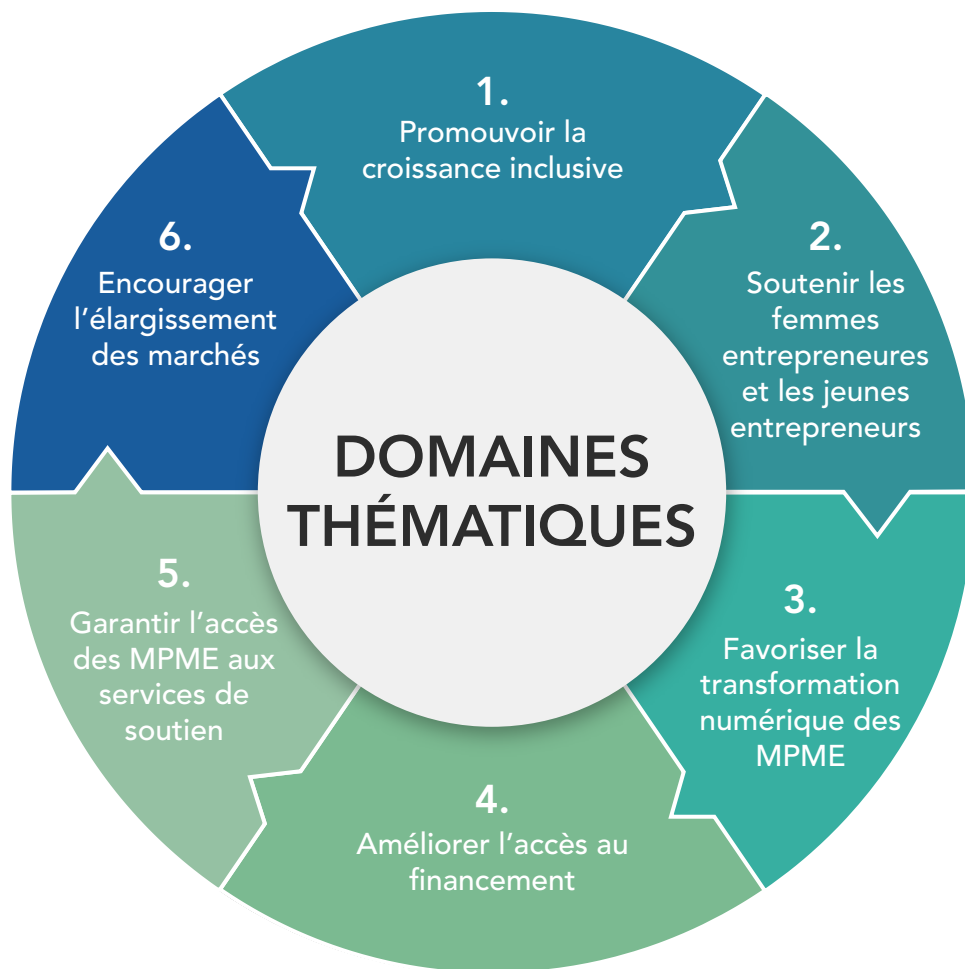 1.
Promouvoir la
croissance inclusive
2.
Soutenir les
femmes
entrepreneures
et les jeunes
entrepreneurs
3.
Favoriser la
transformation
numérique des
MPME
4.
Améliorer l’accès au
financement
5.
Garantir l’accès
des MPME aux
services de
soutien
6.
Encourager
l’élargissement
des marchés
DOMAINES
THÉMATIQUES